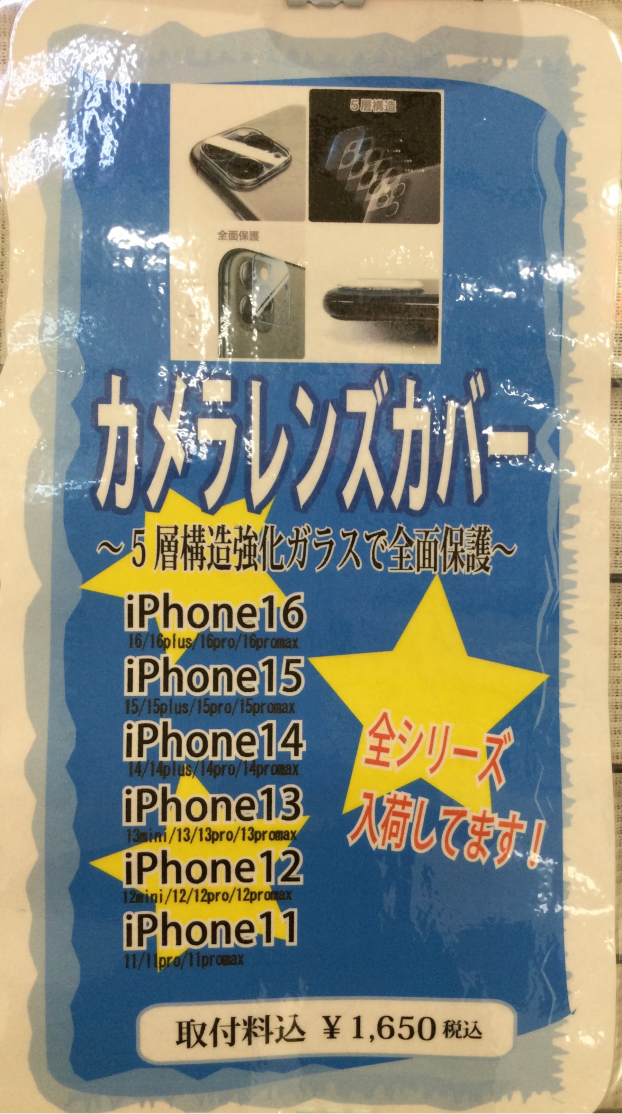 5層構造
全面保護
カメラレンズカバー
～5層構造強化ガラスで全面保護～
iPhone16
16/16plus/16pro/16promax
iPhone15
15/15plus/15pro/15promax
iPhone14
14/14plus/14pro/14promax
iPhone13
13mini/13/13pro/13promax
iPhone12
12mini/12/12pro/12promax
iPhone11
11/11pro/11promax
全シリーズ
入荷してます！
取付料込 ￥1,650 税込